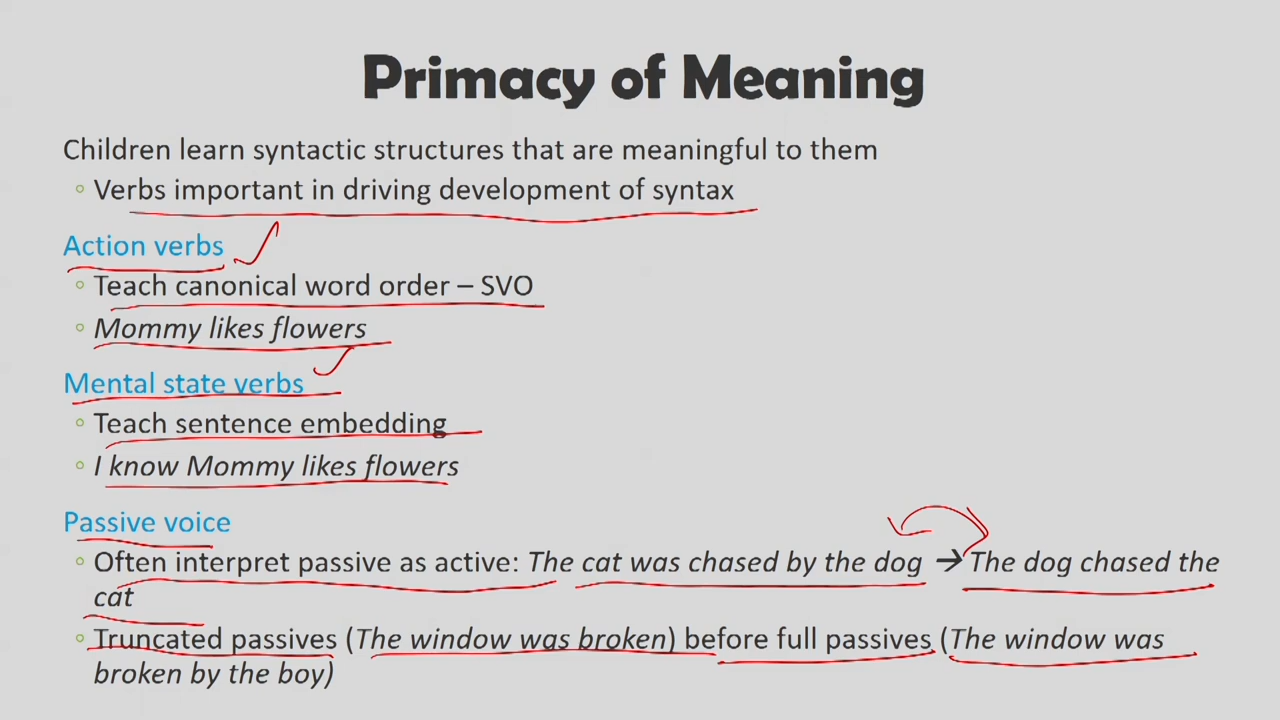 Primacy of Meaning
Children learn syntactic structures that are meaningful to them
◦ Verbs important in driving development of syntax
Action verbs
◦ Teach canonical word order – SVO
◦ Mommy likes flowers
Mental state verbs
◦ Teach sentence embedding
◦ I know Mommy likes flowers
Passive voice
◦ Often interpret passive as active: The cat was chased by the dog → The dog chased the
cat
◦ Truncated passives (The window was broken) before full passives (The window was
broken by the boy)